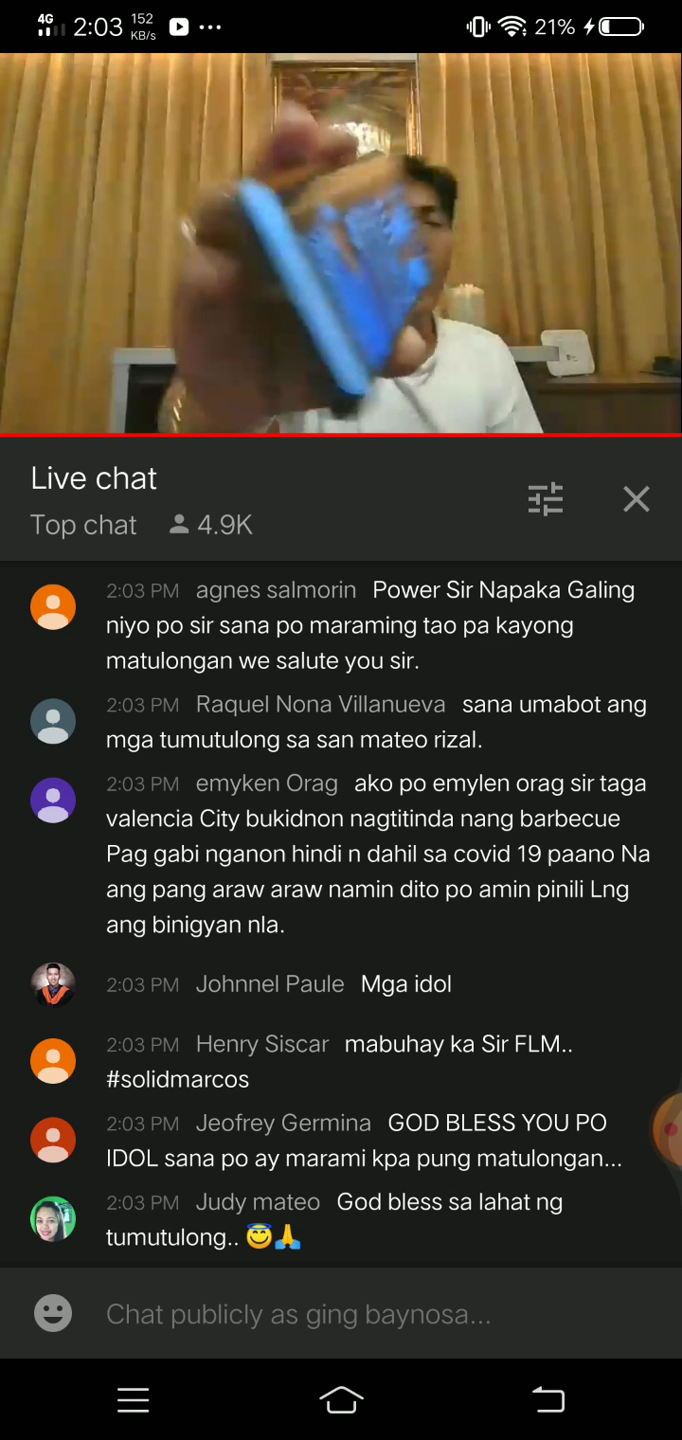 4G 2:03 152 KB/s 21%
Live chat
Top chat 4.9K
2:03 PM agnes salmorin Power Sir Napaka Galing
niyo po sir sana po maraming tao pa kayong
matulongan we salute you sir.
2:03 PM Raquel Nona Villanueva sana umabot ang
mga tumutulong sa san mateo rizal.
2:03 PM emyken Orag ako po emylen orag sir taga
valencia City bukidnon nagtitinda nang barbecue
Pag gabi nganon hindi n dahil sa covid 19 paano Na
ang pang araw araw namin dito po amin pinili Lng
ang binigyan nla.
2:03 PM Johnnel Paule Mga idol
2:03 PM Henry Siscar mabuhay ka Sir FLM..
#solidmarcos
2:03 PM Jeofrey Germina GOD BLESS YOU PO
IDOL sana po ay marami kpa pung matulongan...
2:03 PM Judy mateo God bless sa lahat ng
tumutulong.. 😇🙏
Chat publicly as ging baynosa...